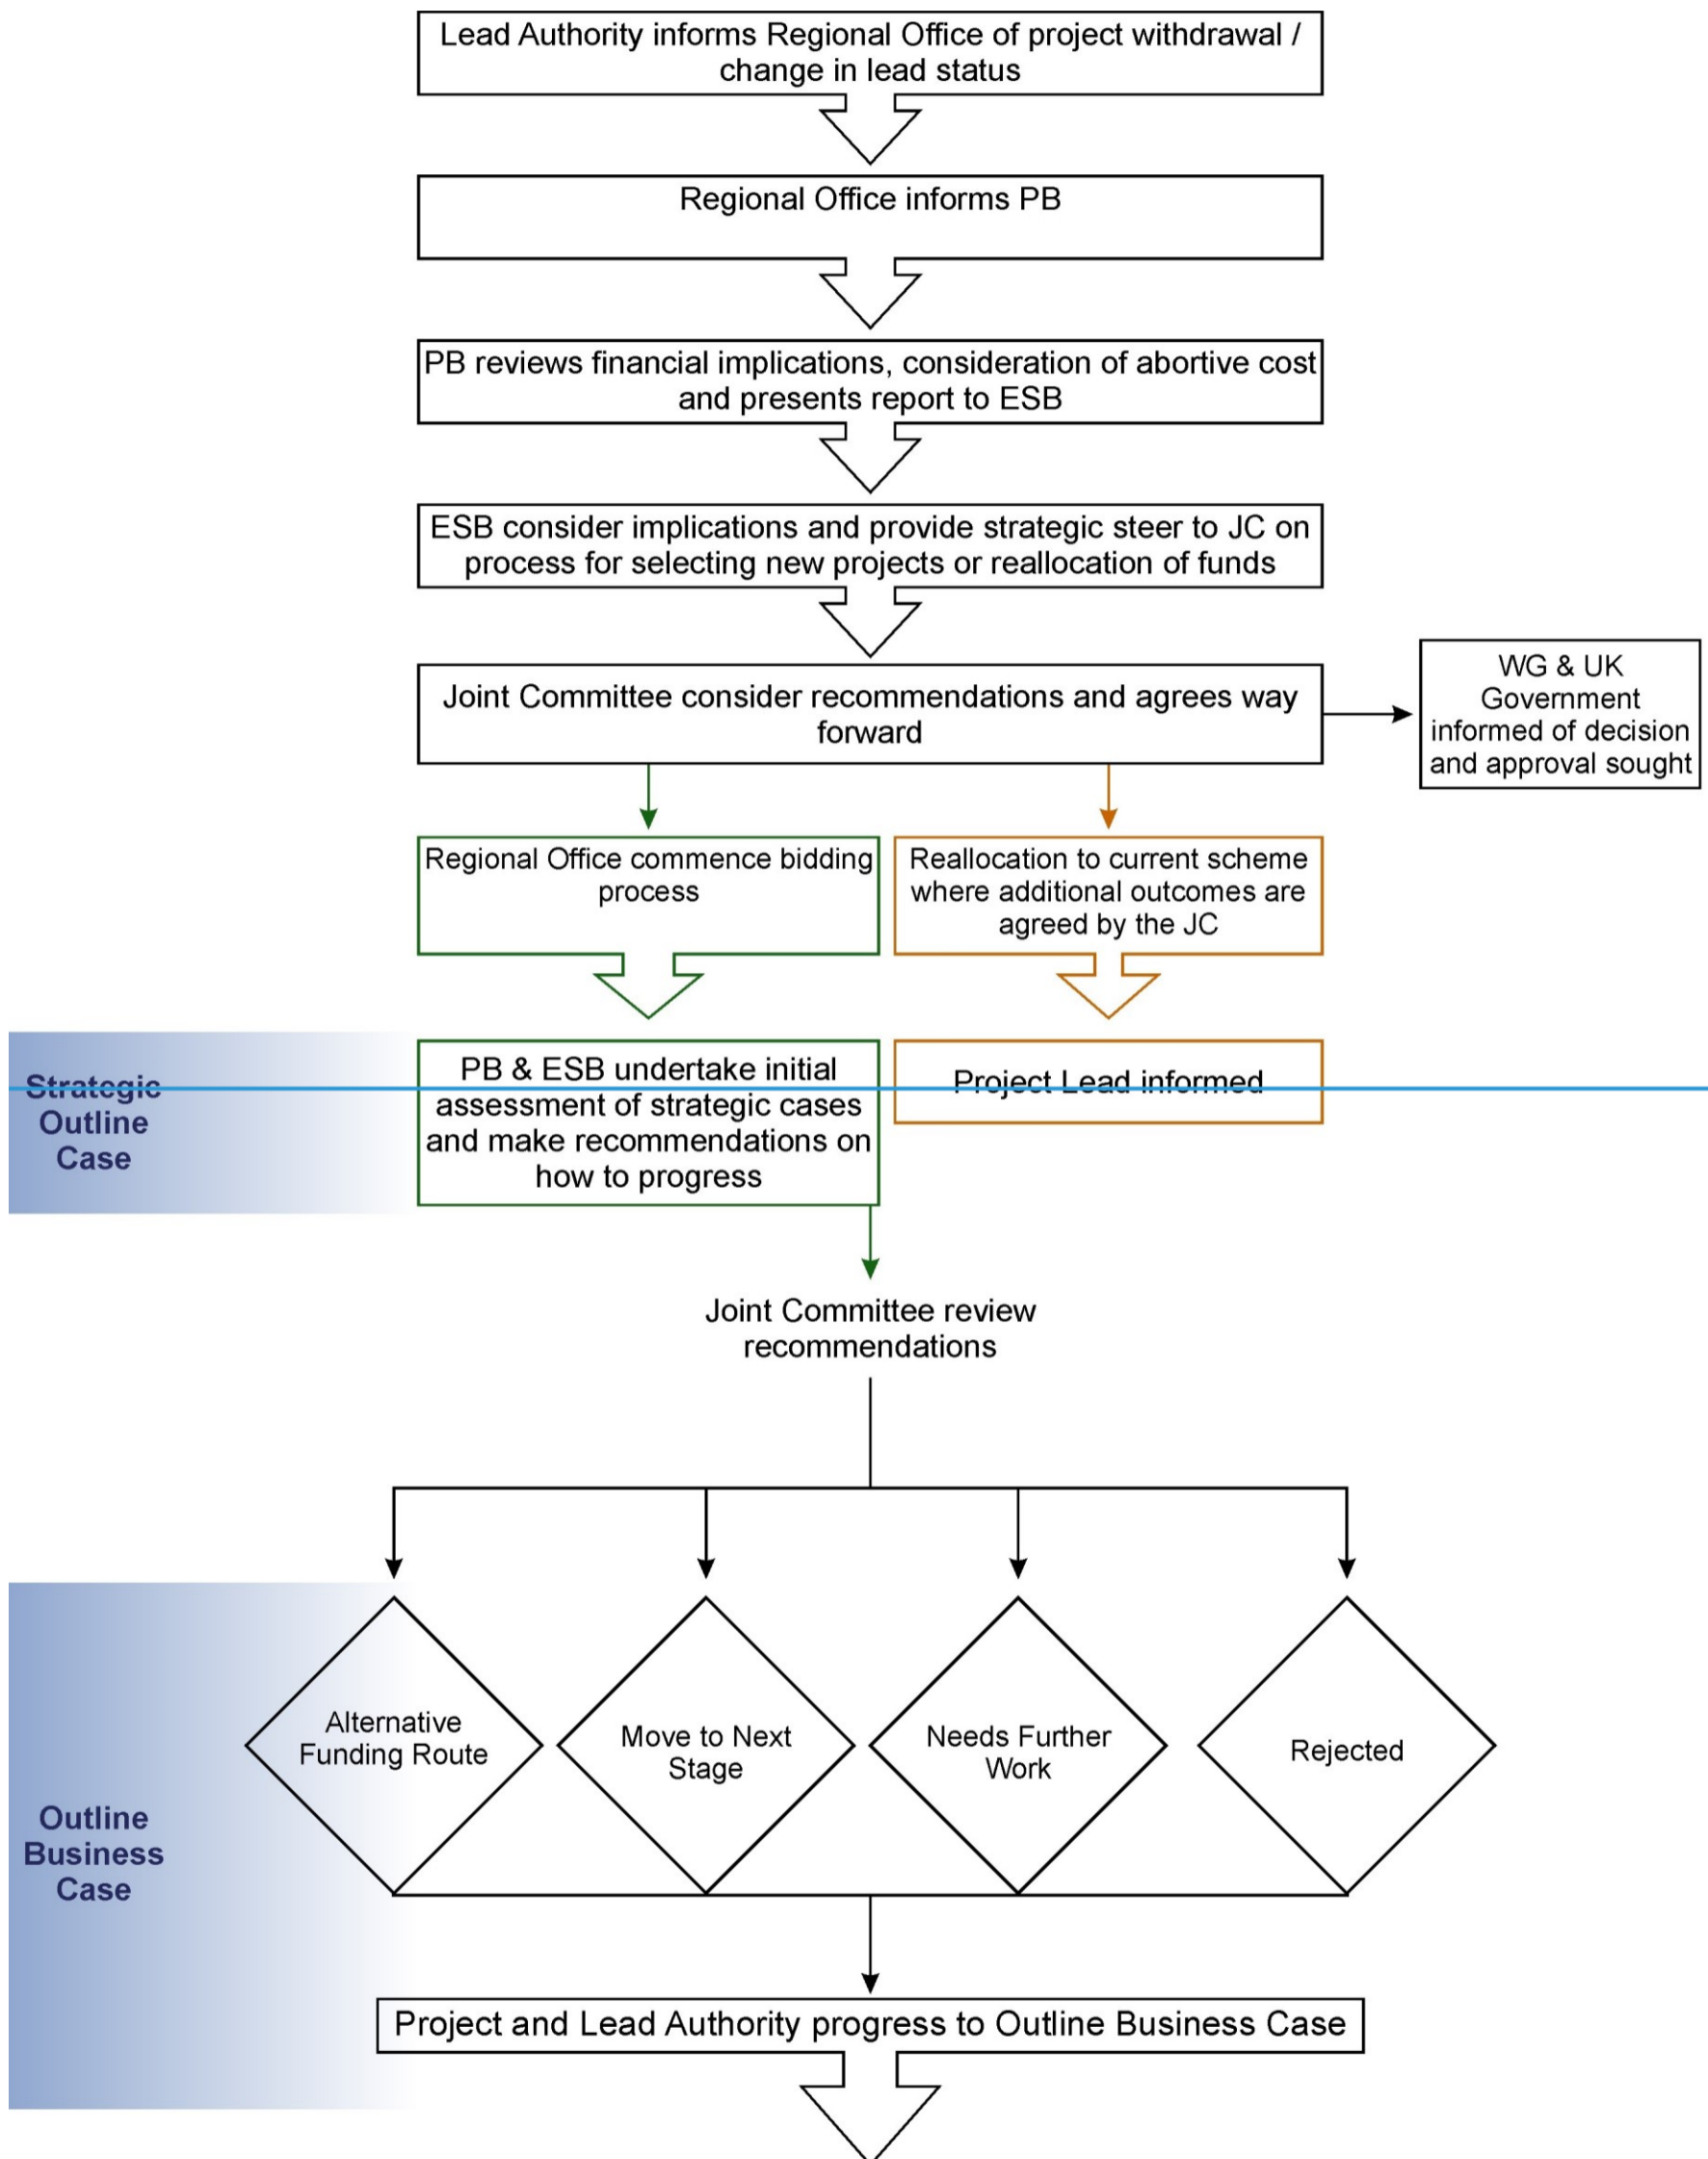 Lead Authority informs Regional Office of project withdrawal /
change in lead status
Regional Office informs PB
PB reviews financial implications, consideration of abortive cost
and presents report to ESB
ESB consider implications and provide strategic steer to JC on
process for selecting new projects or reallocation of funds
Joint Committee consider recommendations and agrees way
forward
WG & UK
Government
informed of decision
and approval sought
Regional Office commence bidding
process
Reallocation to current scheme
where additional outcomes are
agreed by the JC
Strategic
Outline
Case
PB & ESB undertake initial
assessment of strategic cases
and make recommendations on
how to progress
Project Lead informed
Joint Committee review
recommendations
Alternative
Funding Route
Move to Next
Stage
Needs Further
Work
Rejected
Outline
Business
Case
Project and Lead Authority progress to Outline Business Case